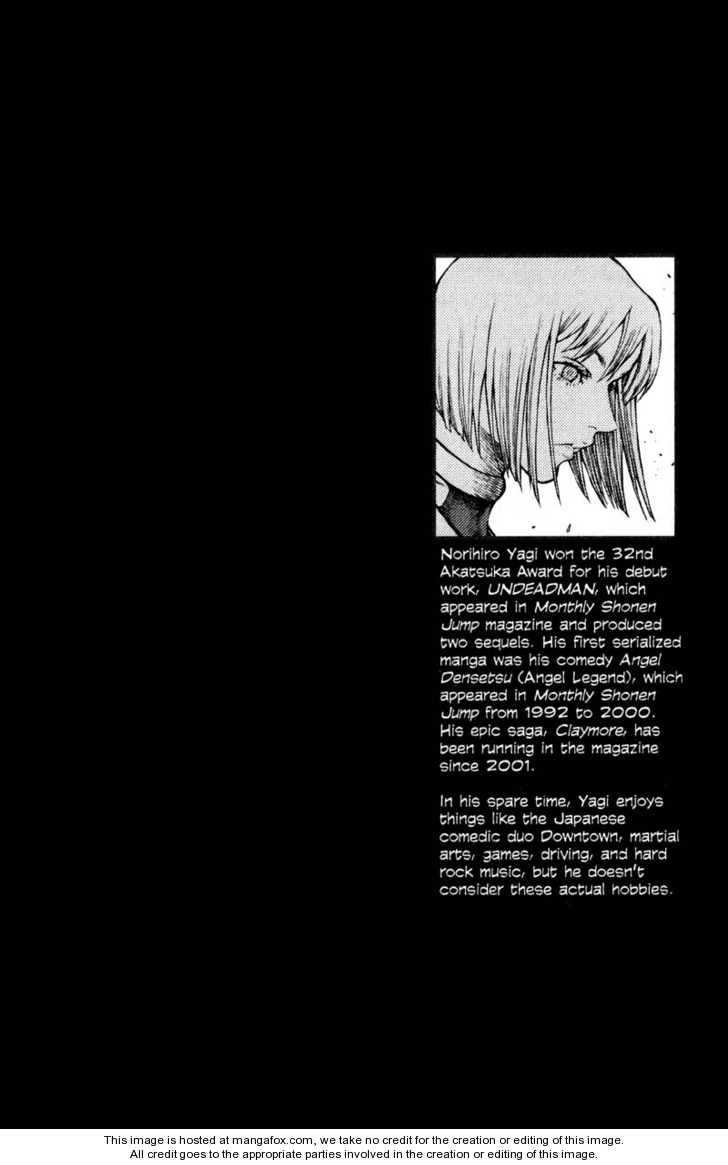 Norihiro Yagi won the 32nd
Akatsuka Award for his debut
work, UNDEADMAN, which
appeared in Monthly Shonen
Jump magazine and produced
two sequels. His first serialized
manga was his comedy Angel
Densetsu (Angel Legend), which
appeared in Monthly Shonen
Jump from 1992 to 2000.
His epic saga, Claymore, has
been running in the magazine
since 2001.
In his spare time, Yagi enjoys
things like the Japanese
comedic duo Downtown, martial
arts, games, driving, and hard
rock music, but he doesn't
consider these actual hobbies.
This image is hosted at mangafox.com, we take no credit for the creation or editing of this image.
All credit goes to the appropriate parties involved in the creation or editing of this image.